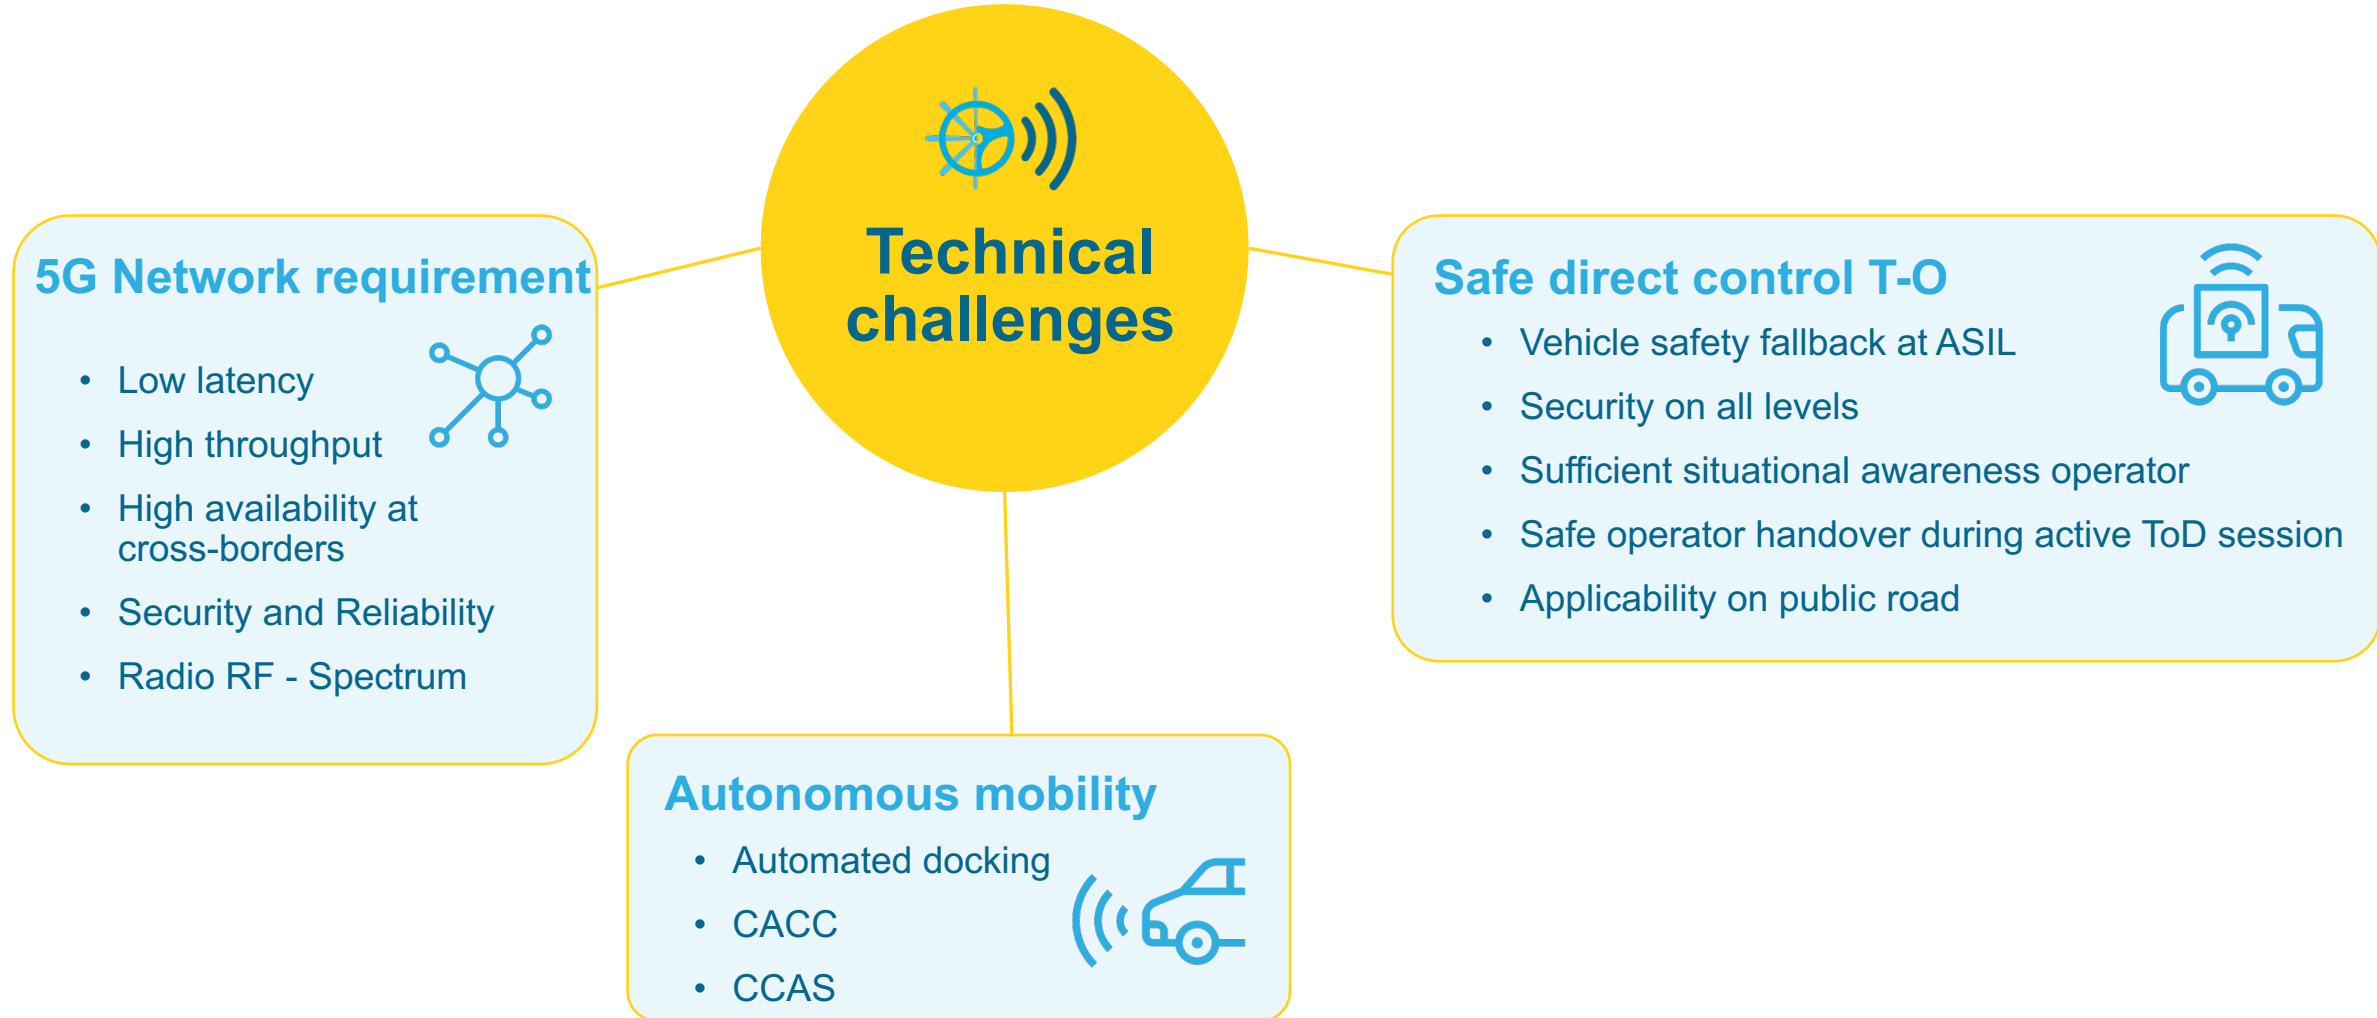 Technical
challenges
5G Network requirement
• Low latency
• High throughput
• High availability at
cross-borders
• Security and Reliability
• Radio RF - Spectrum
Autonomous mobility
• Automated docking
• CACC
• CCAS
Safe direct control T-O
• Vehicle safety fallback at ASIL
• Security on all levels
• Sufficient situational awareness operator
• Safe operator handover during active ToD session
• Applicability on public road